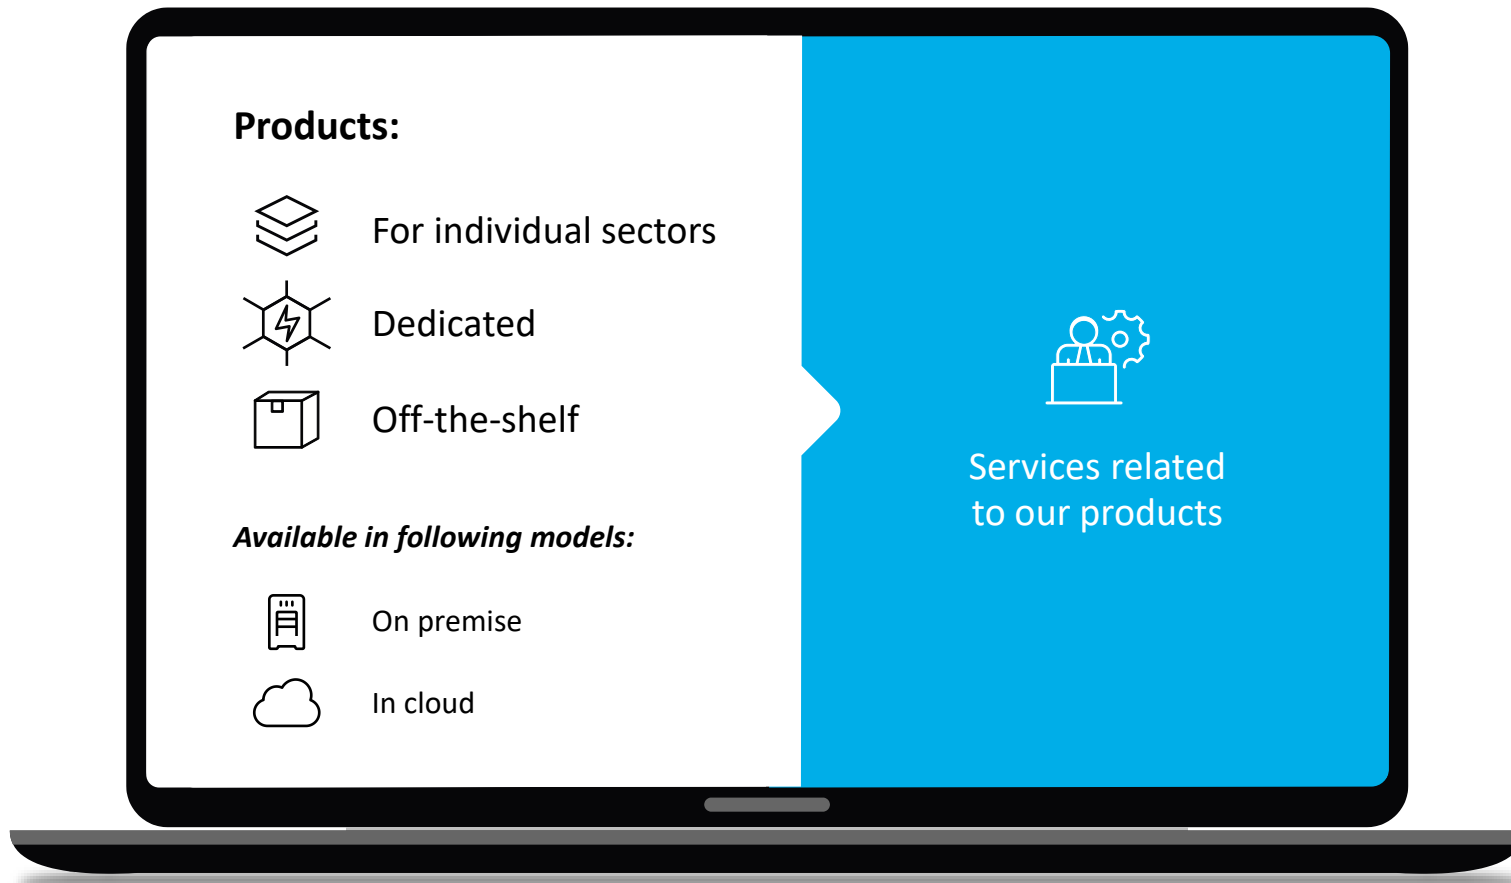 Products:
For individual sectors
Dedicated
Off-the-shelf
Available in following models:
On premise
In cloud
Services related
to our products